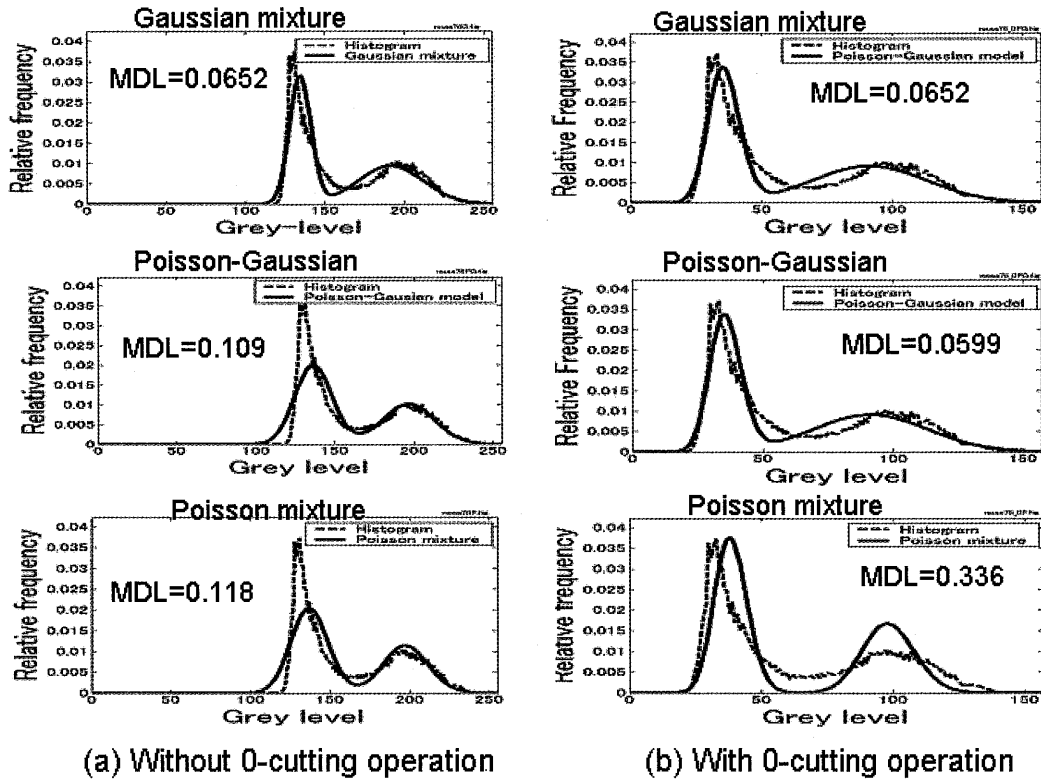 Gaussian mixture
Histogram
Gaussian mixture
MDL=0.0652
Relative frequency
0.04
0.035
0.03
0.025
0.02
0.015
0.01
0.005
0
0 50 100 150 200 250
Grey-level
Gaussian mixture
Histogram
Poisson-Gaussian model
MDL=0.0652
Relative Frequency
0.04
0.035
0.03
0.025
0.02
0.015
0.01
0.005
0
0 50 100 150
Grey level
Poisson-Gaussian
Histogram
Poisson-Gausian model
MDL=0.109
Relative frequency
0.04
0.035
0.03
0.025
0.02
0.015
0.01
0.005
0
0 50 100 150 200 250
Grey level
Poisson-Gaussian
Histogram
Poisson-Gaussian model
MDL=0.0599
Relative Frequency
0.04
0.035
0.03
0.025
0.02
0.015
0.01
0.005
0
0 50 100 150
Grey level
Poisson mixture
Histogram
Poisson mixture
MDL=0.118
Relative frequency
0.04
0.035
0.03
0.025
0.02
0.015
0.01
0.005
0
0 50 100 150 200 250
Grey level
Poisson mixture
Histogram
Poisson mixture
MDL=0.336
Relative frequency
0.04
0.035
0.03
0.025
0.02
0.015
0.01
0.005
0
0 50 100 150
Grey level
(a) Without 0-cutting operation
(b) With 0-cutting operation